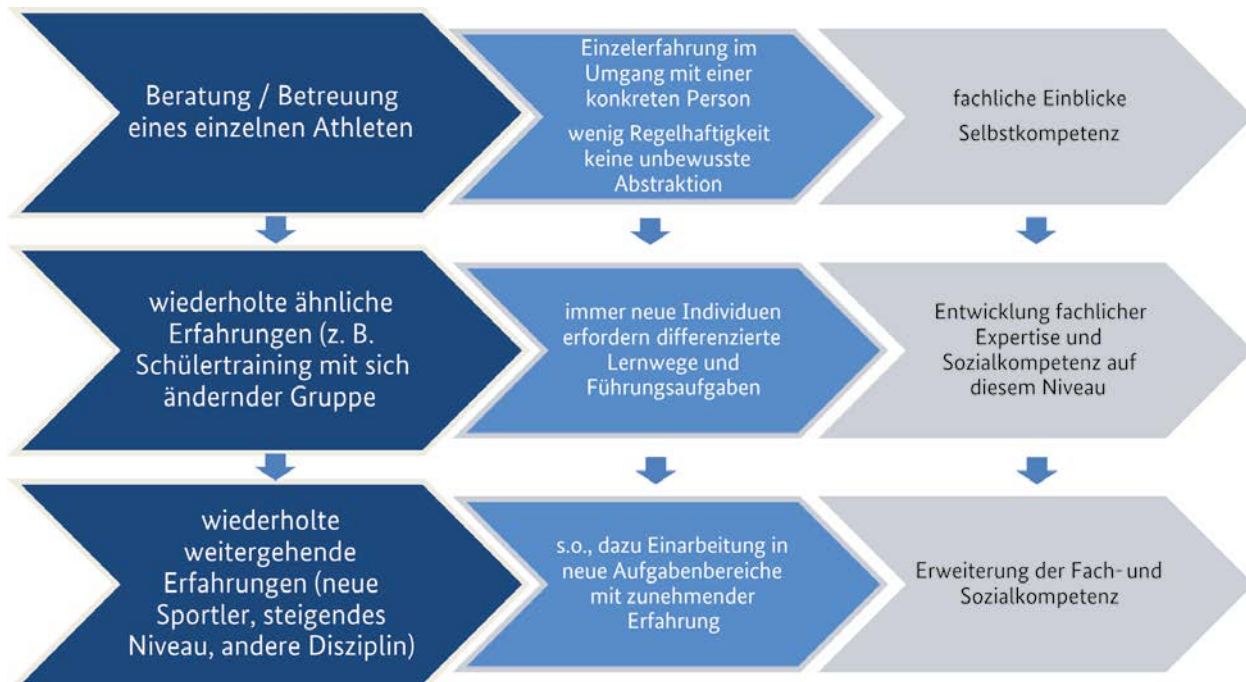 Beratung / Betreuung
eines einzelnen Athleten
Einzelerfahrung im
Umgang mit einer
konkreten Person
wenig Regelhaftigkeit
keine unbewusste
Abstraktion
fachliche Einblicke
Selbstkompetenz
wiederholte ähnliche
Erfahrungen (z. B.
Schülertraining mit sich
ändernder Gruppe
immer neue Individuen
erfordern differenzierte
Lernwege und
Führungsaufgaben
Entwicklung fachlicher
Expertise und
Sozialkompetenz auf
diesem Niveau
wiederholte
weitergehende
Erfahrungen (neue
Sportler, steigendes
Niveau, andere Disziplin)
s.o., dazu Einarbeitung in
neue Aufgabenbereiche
mit zunehmender
Erfahrung
Erweiterung der Fach- und
Sozialkompetenz